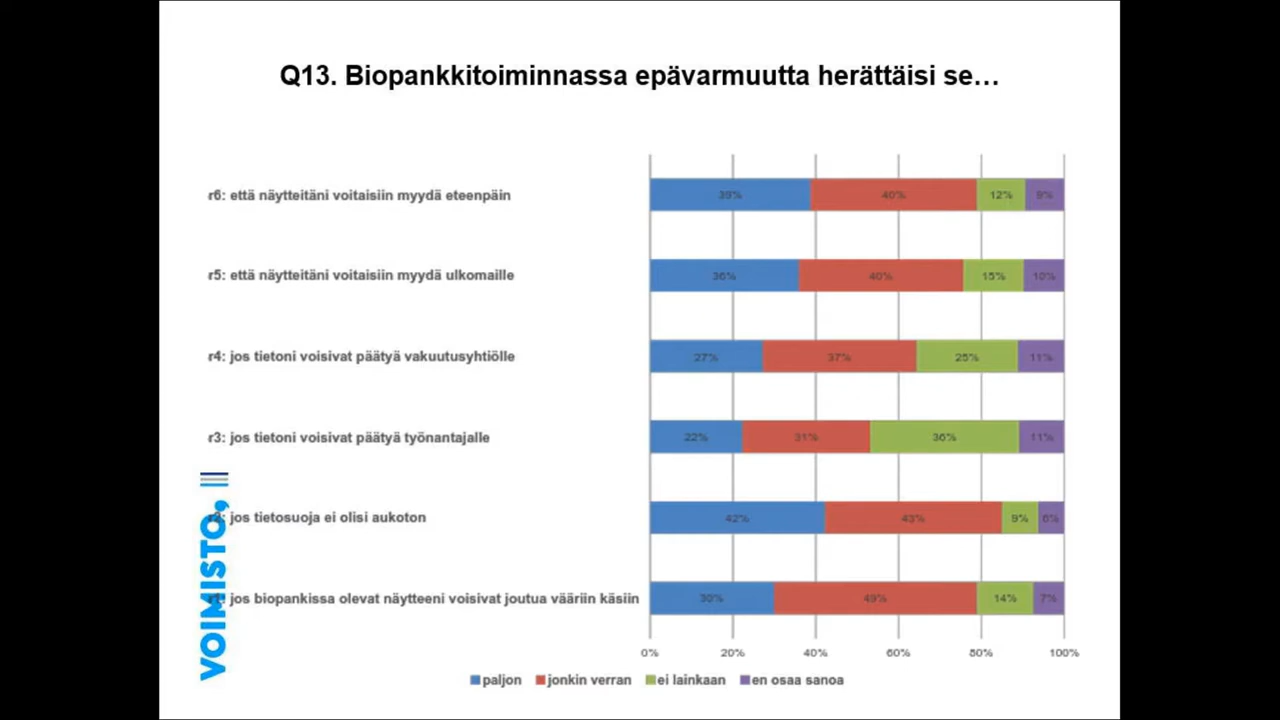 Q13. Biopankkitoiminnassa epävarmuutta herättäisi se…
r6: että näytteitäni voitaisiin myydä eteenpäin
39% 40% 12% 9%
r5: että näytteitäni voitaisiin myydä ulkomaille
36% 40% 15% 10%
r4: jos tietoni voisivat päätyä vakuutusyhtiölle
27% 37% 25% 11%
r3: jos tietoni voisivat päätyä työnantajalle
22% 31% 36% 11%
r2: jos tietosuoja ei olisi aukoton
42% 43% 9% 6%
r1: jos biopankissa olevat näytteeni voisivat joutua vääriin käsiin
30% 49% 14% 7%
0% 20% 40% 60% 80% 100%
paljon jonkin verran ei lainkaan en osaa sanoa
VOIMISTO,